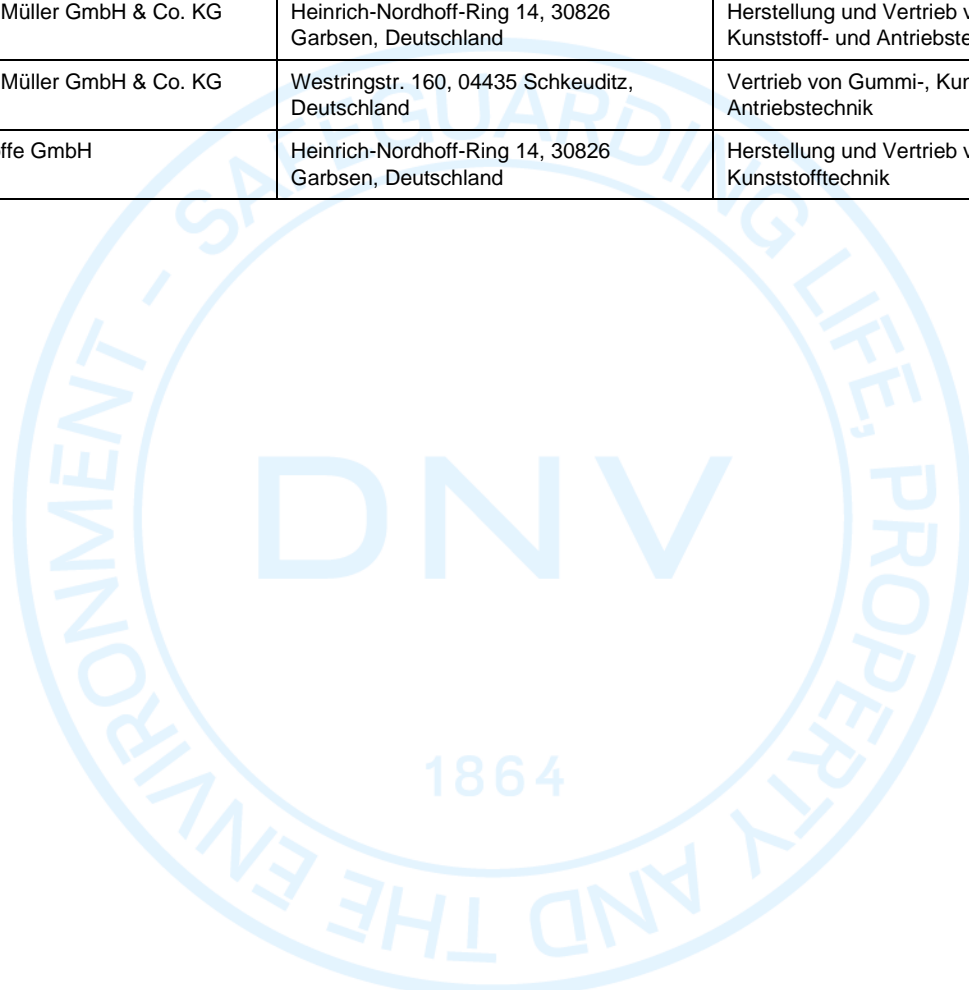 Müller GmbH & Co. KG
Heinrich-Nordhoff-Ring 14, 30826
Garbsen, Deutschland
Herstellung und Vertrieb v
Kunststoff- und Antriebste
Müller GmbH & Co. KG
Westringstr. 160, 04435 Schkeuditz,
Deutschland
Vertrieb von Gummi-, Kun
Antriebstechnik
ffe GmbH
Heinrich-Nordhoff-Ring 14, 30826
Garbsen, Deutschland
Herstellung und Vertrieb v
Kunststofftechnik
SAFEGUARDING LIFE, PROPERTY AND THE ENVIRONMENT -
DNV
1864